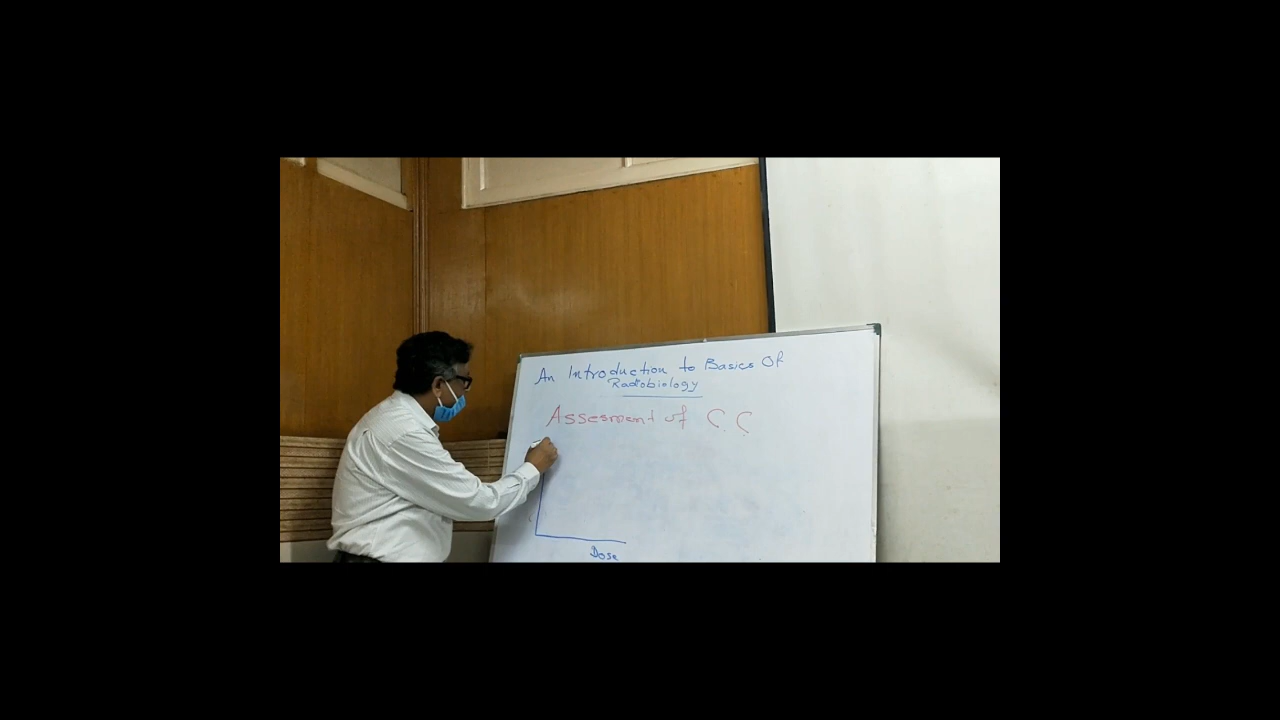 An Introduction to Basics Of
Radiobiology
Assesment of
Dose